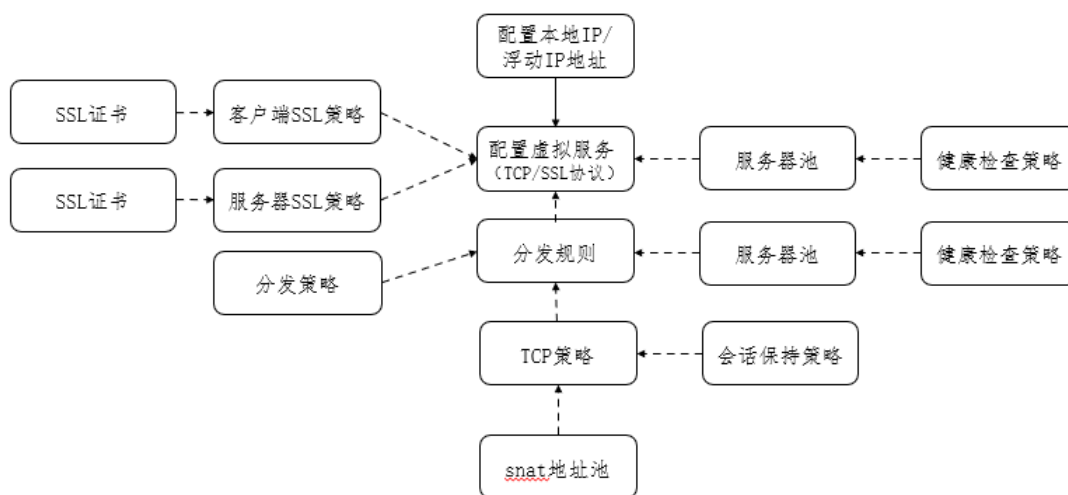 配置本地IP/
浮动IP地址
SSL证书
客户端SSL策略
配置虚拟服务
（TCP/SSL协议）
服务器池
健康检查策略
SSL证书
服务器SSL策略
分发规则
服务器池
健康检查策略
分发策略
TCP策略
会话保持策略
snat地址池